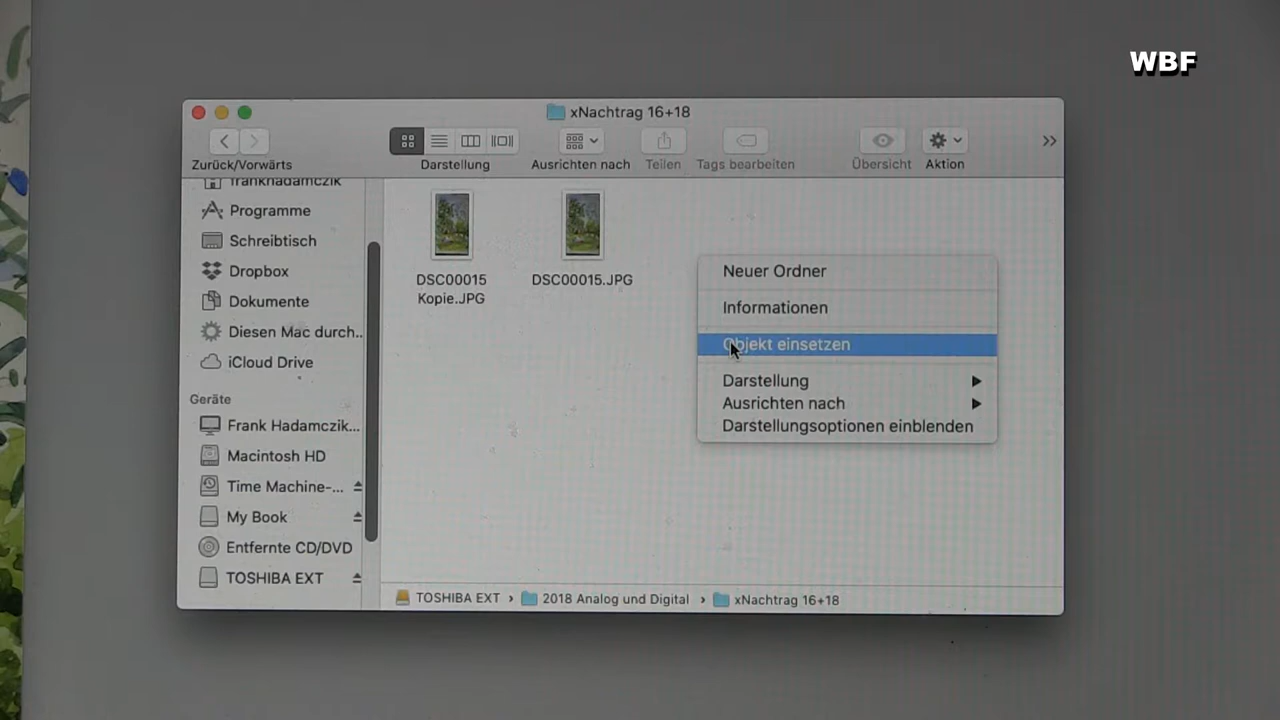 WBF
xNachtrag 16+18
Zurück/Vorwärts
Darstellung
Ausrichten nach
Teilen
Tags bearbeiten
Übersicht
Aktion
frankhadamczik
Programme
Schreibtisch
Dropbox
Dokumente
Diesen Mac durch...
iCloud Drive
Geräte
Frank Hadamczik...
Macintosh HD
Time Machine-...
My Book
Entfernte CD/DVD
TOSHIBA EXT
DSC00015
Kopie.JPG
DSC00015.JPG
Neuer Ordner
Informationen
Objekt einsetzen
Darstellung
Ausrichten nach
Darstellungsoptionen einblenden
TOSHIBA EXT › 2018 Analog und Digital › xNachtrag 16+18